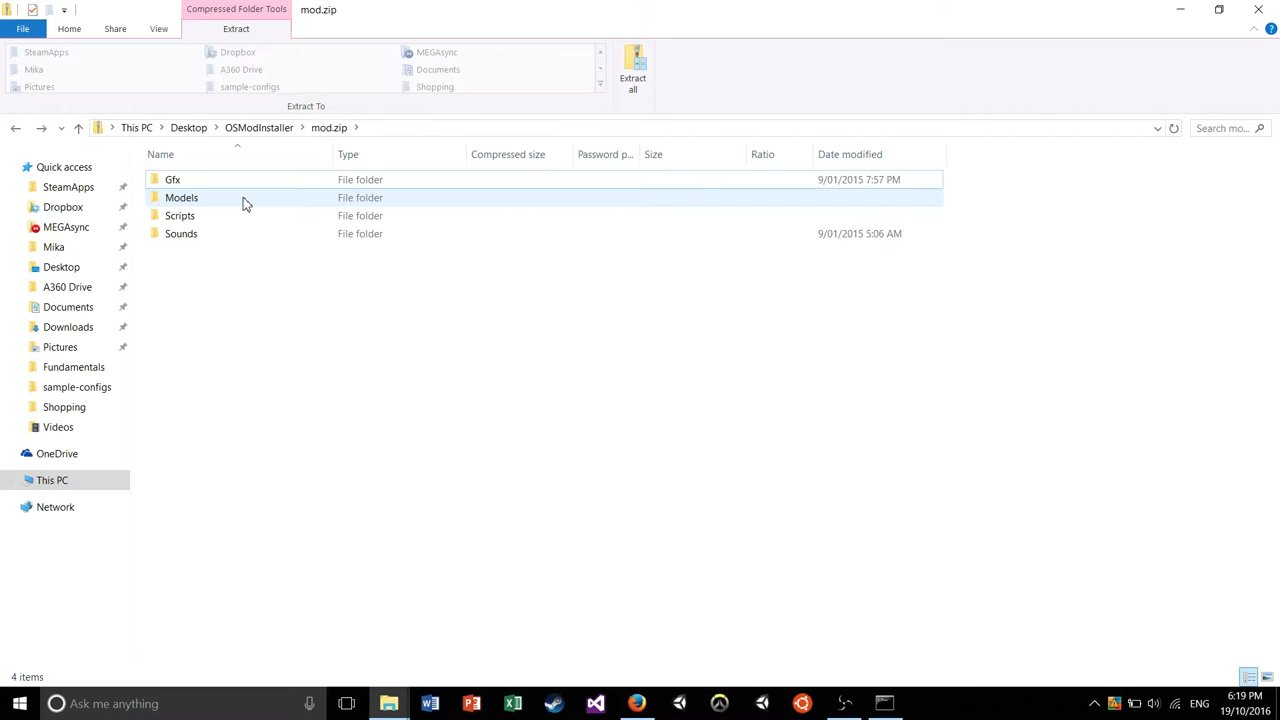 Compressed Folder Tools mod.zip
File Home Share View Extract
SteamApps Dropbox MEGAsync
Mika A360 Drive Documents
Pictures sample-configs Shopping
Extract all
Extract To
This PC Desktop OSModInstaller mod.zip Search mo...
Name Type Compressed size Password p... Size Ratio Date modified
Gfx File folder 9/01/2015 7:57 PM
Models File folder
Scripts File folder
Sounds File folder 9/01/2015 5:06 AM
Quick access
SteamApps
Dropbox
MEGAsync
Mika
Desktop
A360 Drive
Documents
Downloads
Pictures
Fundamentals
sample-configs
Shopping
Videos
OneDrive
This PC
Network
4 items
Ask me anything
ENG
6:19 PM
19/10/2016